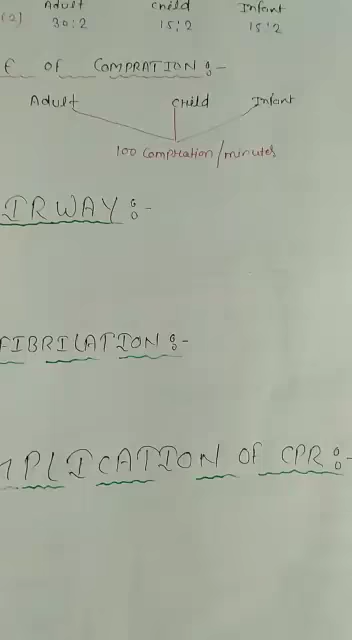 Adult Child Infant
(2) 30:2 15:2 15:2
E OF COMPRATION :-
Adult CHILD Infant
100 Compration/minutes
IRWAY :-
FIBRILATION :-
MPLICATION OF CPR :-